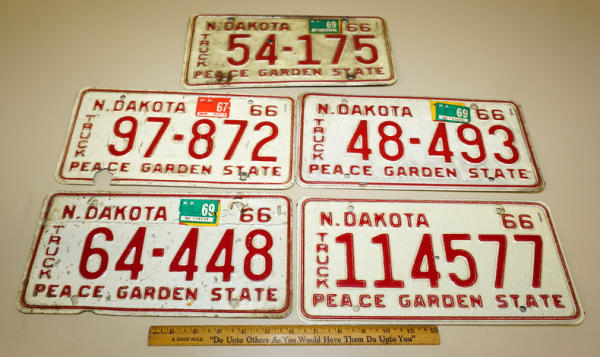 N. DAKOTA 69 66
TRUCK
54-175
PEACE GARDEN STATE
N. DAKOTA 67 66
TRUCK
97-872
PEACE GARDEN STATE
N. DAKOTA 69 66
TRUCK
48-493
PEACE GARDEN STATE
N. DAKOTA N.D. 69 66
TRUCK
64-448
PEACE GARDEN STATE
N. DAKOTA 66
TRUCK
114577
PEACE GARDEN STATE
A GOOD RULE "Do Unto Others As You Would Have Them Do Unto You"